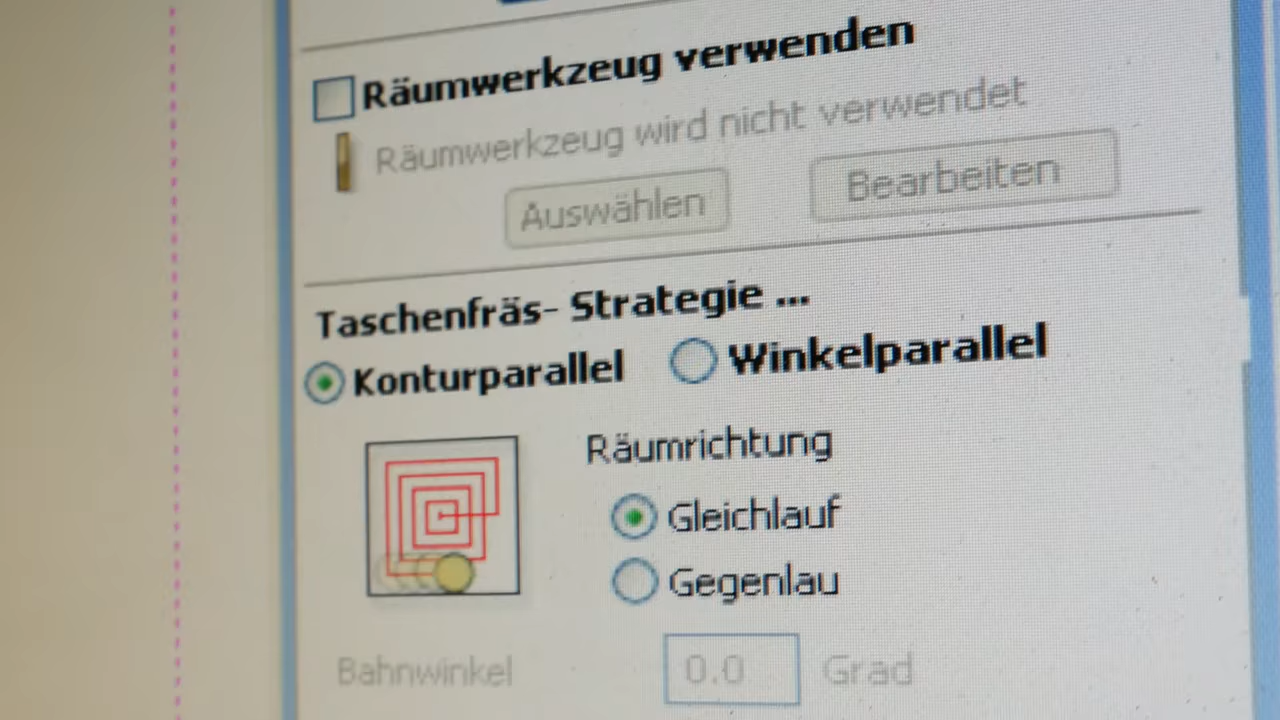 Räumwerkzeug verwenden
Räumwerkzeug wird nicht verwendet
Auswählen Bearbeiten
Taschenfräs- Strategie ...
Konturparallel Winkelparallel
Räumrichtung
Gleichlauf
Gegenlau
Bahnwinkel 0.0 Grad